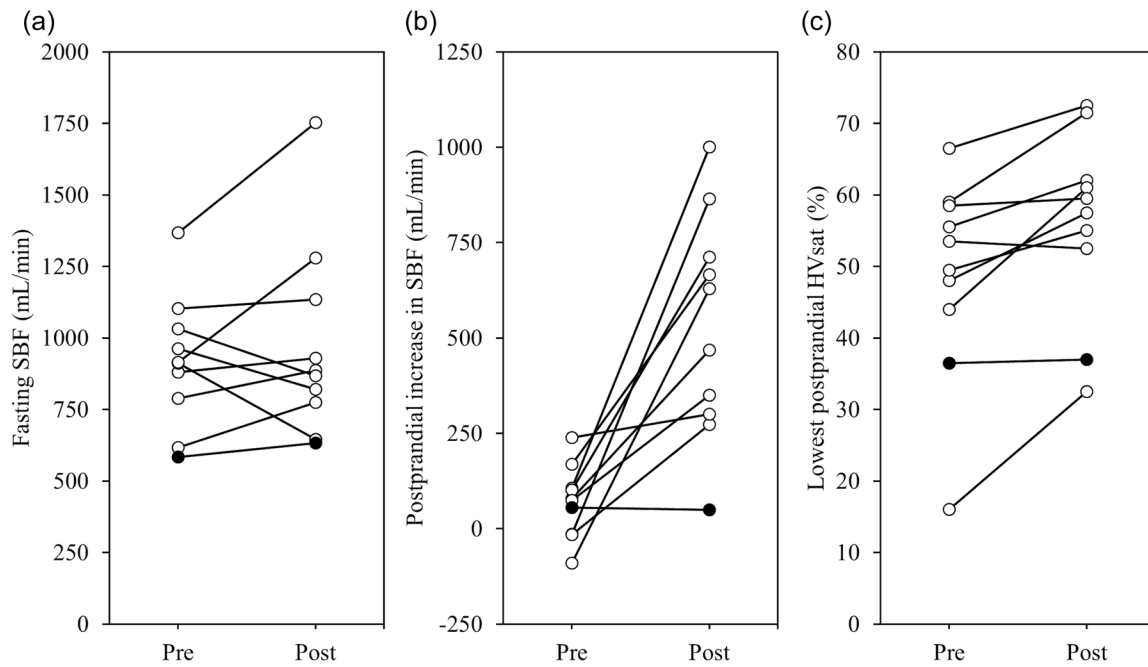 (a)
Fasting SBF (mL/min)
2000
1750
1500
1250
1000
750
500
250
0
Pre Post
(b)
Postprandial increase in SBF (mL/min)
1250
1000
750
500
250
0
-250
Pre Post
(c)
Lowest postprandial HVsat (%)
80
70
60
50
40
30
20
10
0
Pre Post